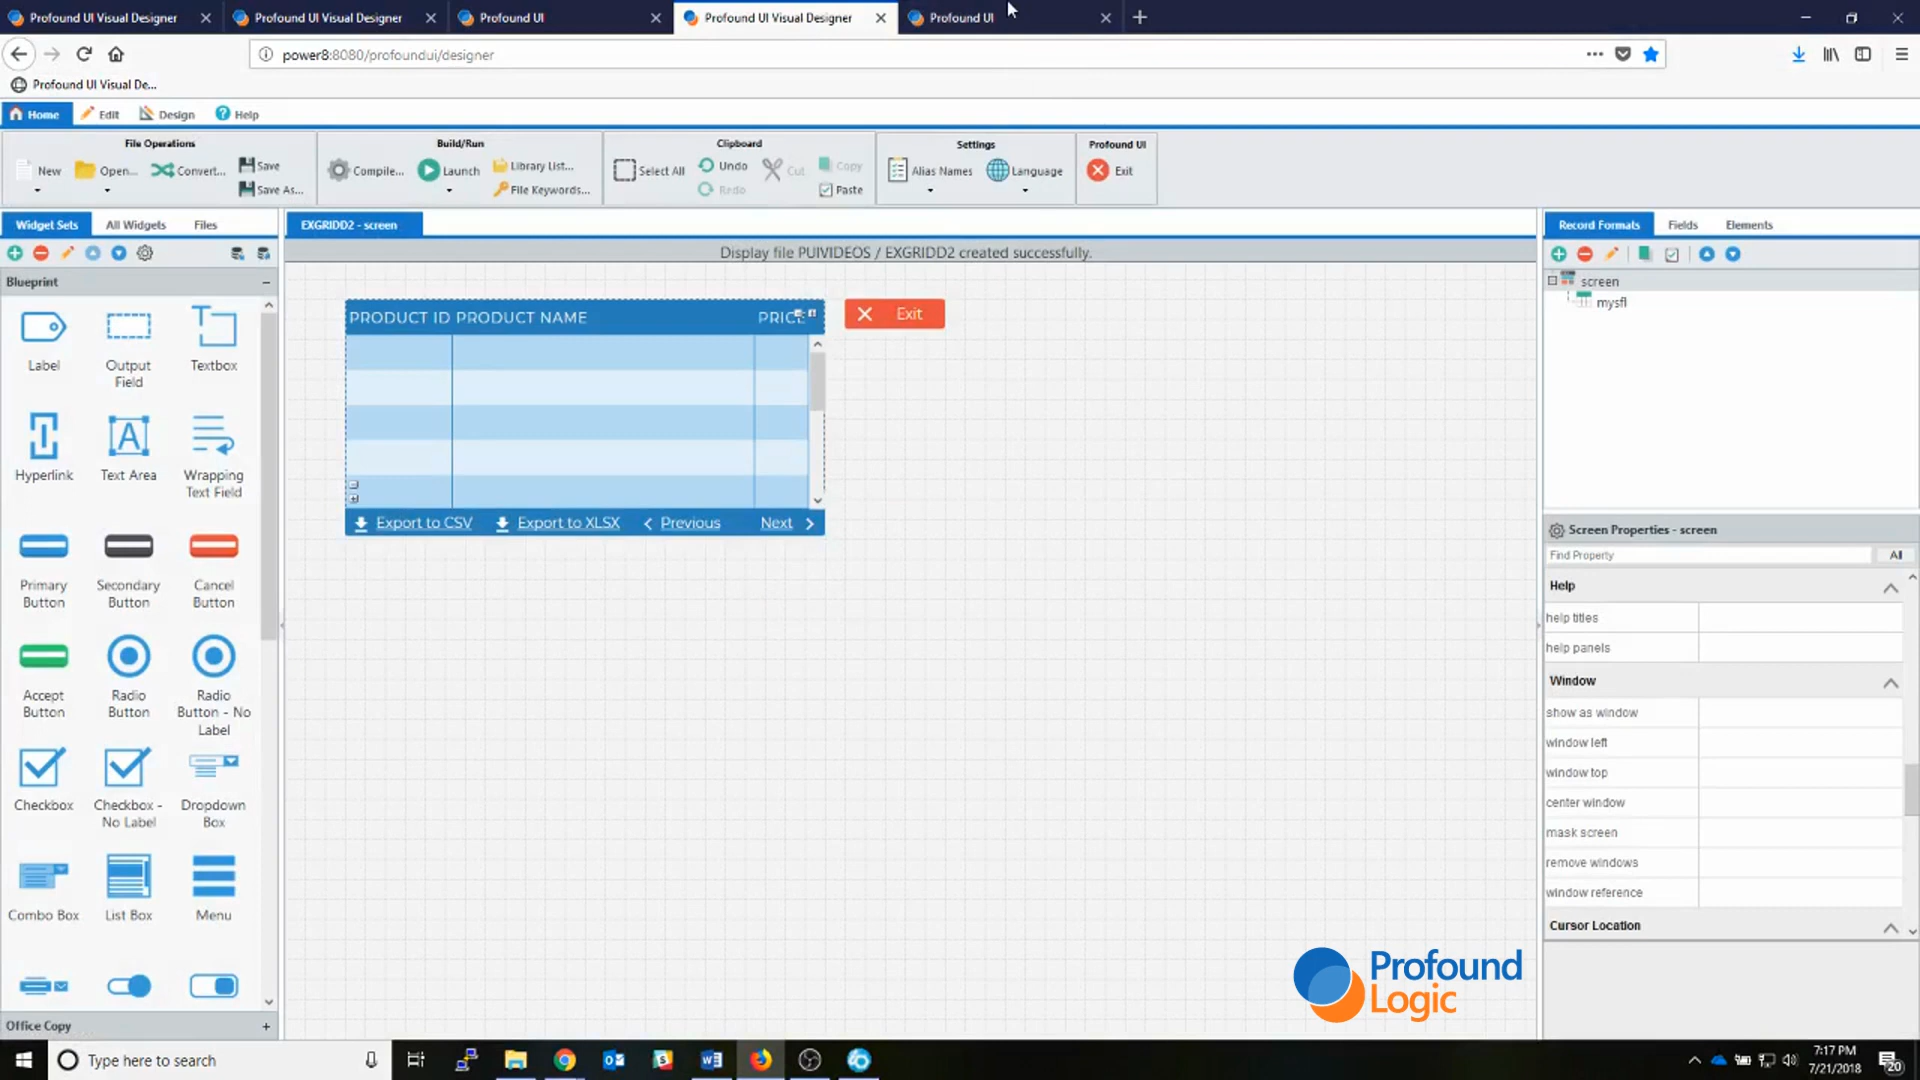 Profound UI Visual Designer
Profound UI Visual Designer
Profound UI
Profound UI Visual Designer
Profound UI
power8:8080/profoundui/designer
Profound UI Visual De...
Home
Edit
Design
Help
File Operations
New
Open...
Convert...
Save
Save As...
Build/Run
Compile...
Launch
Library List...
File Keywords...
Clipboard
Select All
Undo
Redo
Cut
Copy
Paste
Settings
Alias Names
Language
Profound UI
Exit
Widget Sets
All Widgets
Files
Blueprint
Label
Output
Field
Textbox
Hyperlink
Text Area
Wrapping
Text Field
Primary
Button
Secondary
Button
Cancel
Button
Accept
Button
Radio
Button
Radio
Button - No
Label
Checkbox
Checkbox -
No Label
Dropdown
Box
Combo Box
List Box
Menu
Office Copy
EXGRIDD2 - screen
Display file PUIVIDEOS / EXGRIDD2 created successfully.
PRODUCT ID PRODUCT NAME PRICE
Export to CSV
Export to XLSX
Previous
Next
Exit
Record Formats
Fields
Elements
screen
mysfl
Screen Properties - screen
Find Property
All
Help
help titles
help panels
Window
show as window
window left
window top
center window
mask screen
remove windows
window reference
Cursor Location
Profound
Logic
Type here to search
7:17 PM
7/21/2018
20